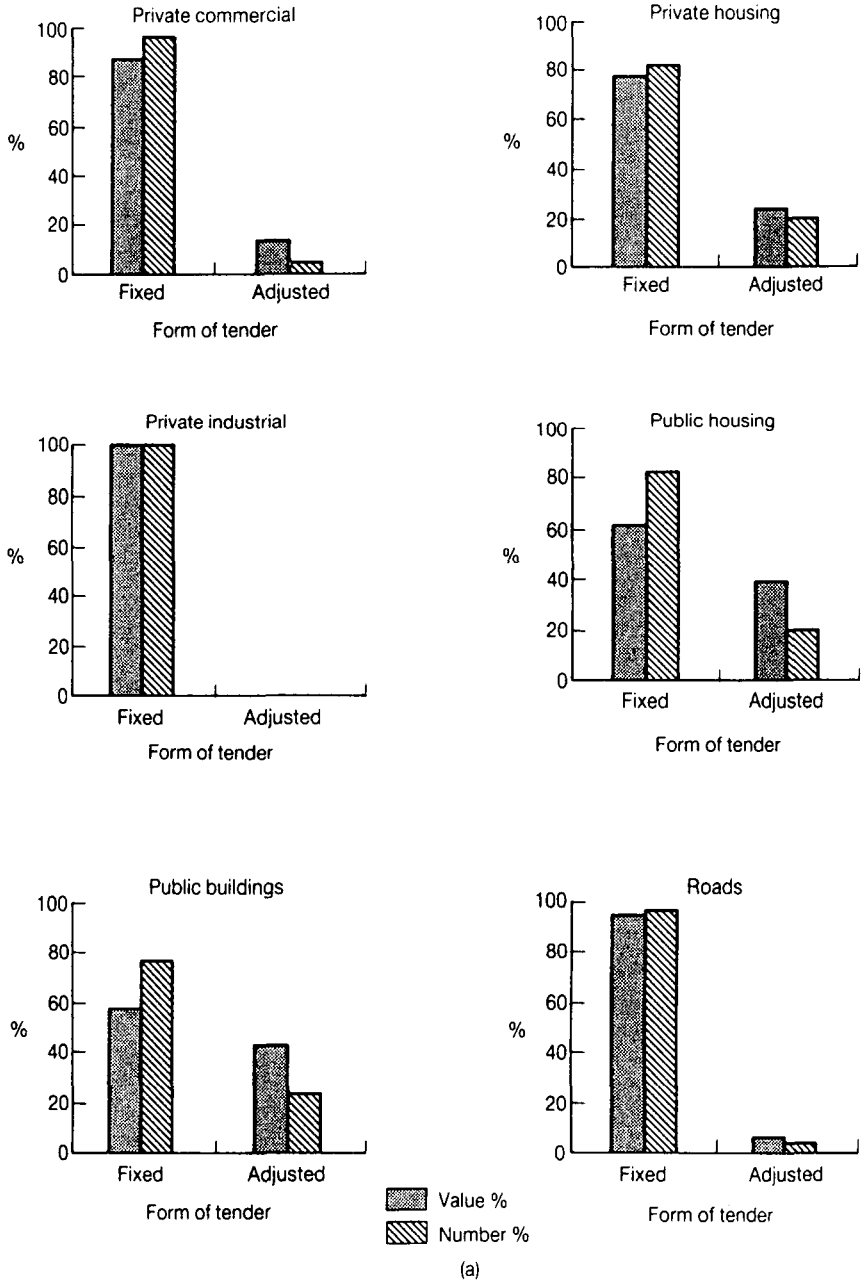 Private commercial
100
80
60
40
20
0
%
Fixed
Adjusted
Form of tender
Private housing
100
80
60
40
20
0
%
Fixed
Adjusted
Form of tender
Private industrial
100
80
60
40
20
0
%
Fixed
Adjusted
Form of tender
Public housing
100
80
60
40
20
0
%
Fixed
Adjusted
Form of tender
Public buildings
100
80
60
40
20
0
%
Fixed
Adjusted
Form of tender
Roads
100
80
60
40
20
0
%
Fixed
Adjusted
Form of tender
Value %
Number %
(a)